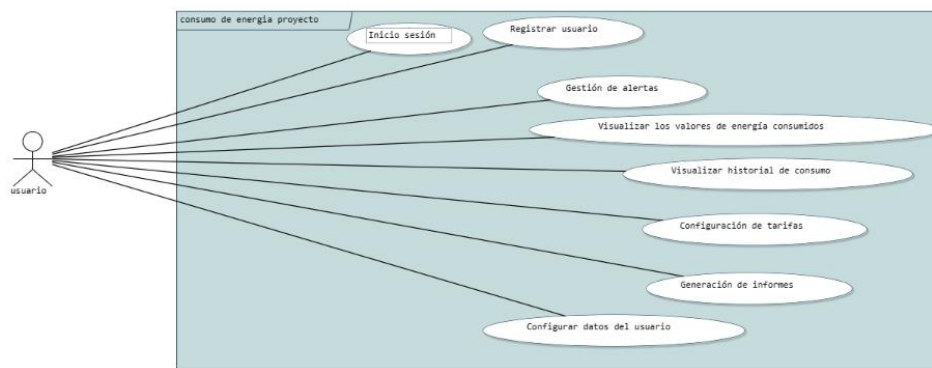 consumo de energía proyecto
Inicio sesión
Registrar usuario
Gestión de alertas
Visualizar los valores de energía consumidos
usuario
Visualizar historial de consumo
Configuración de tarifas
Generación de informes
Configurar datos del usuario